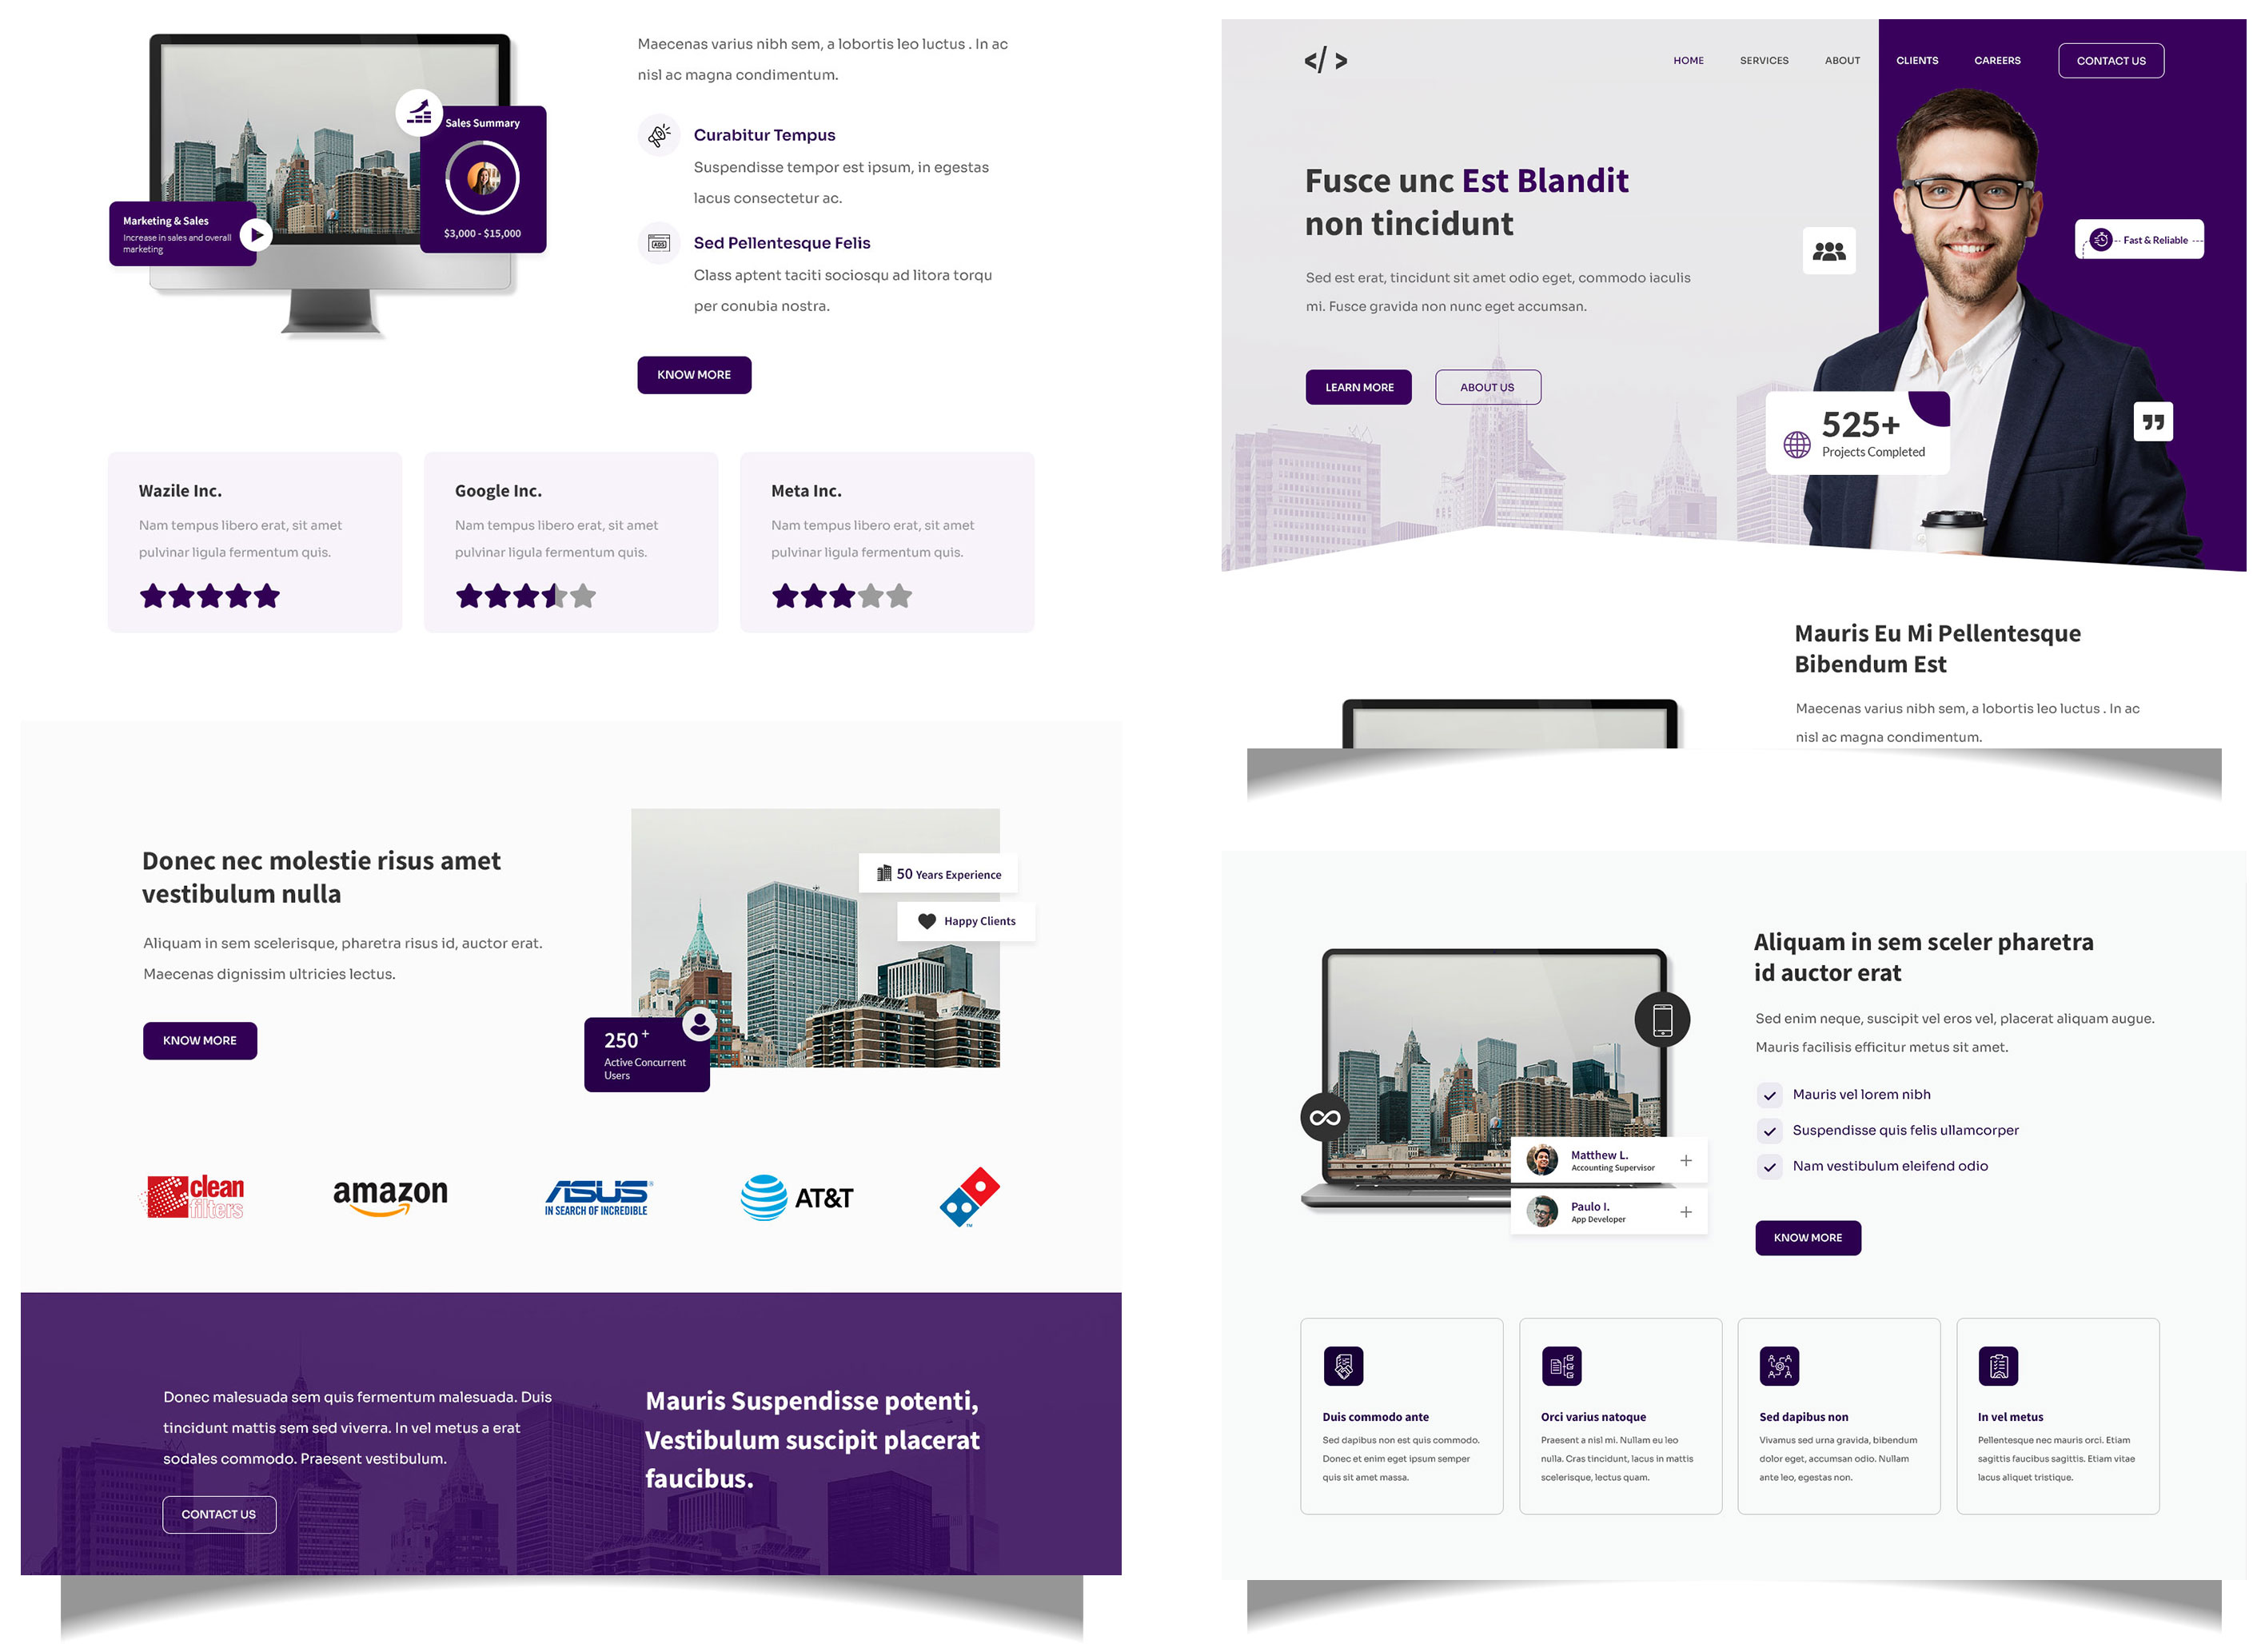 Maecenas varius nibh sem, a lobortis leo luctus . In ac
nisl ac magna condimentum.
Sales Summary
$3,000 - $15,000
Marketing & Sales
Increase in sales and overall
marketing
Curabitur Tempus
Suspendisse tempor est ipsum, in egestas
lacus consectetur ac.
Sed Pellentesque Felis
Class aptent taciti sociosqu ad litora torqu
per conubia nostra.
KNOW MORE
Wazile Inc.
Nam tempus libero erat, sit amet
pulvinar ligula fermentum quis.
Google Inc.
Nam tempus libero erat, sit amet
pulvinar ligula fermentum quis.
Meta Inc.
Nam tempus libero erat, sit amet
pulvinar ligula fermentum quis.
Donec nec molestie risus amet
vestibulum nulla
Aliquam in sem scelerisque, pharetra risus id, auctor erat.
Maecenas dignissim ultricies lectus.
KNOW MORE
50 Years Experience
Happy Clients
250+
Active Concurrent
Users
clean
filters
amazon
ASUS
IN SEARCH OF INCREDIBLE
AT&T
Donec malesuada sem quis fermentum malesuada. Duis
tincidunt mattis sem sed viverra. In vel metus a erat
sodales commodo. Praesent vestibulum.
CONTACT US
Mauris Suspendisse potenti,
Vestibulum suscipit placerat
faucibus.
</>
HOME SERVICES ABOUT CLIENTS CAREERS CONTACT US
Fusce unc Est Blandit
non tincidunt
Sed est erat, tincidunt sit amet odio eget, commodo iaculis
mi. Fusce gravida non nunc eget accumsan.
LEARN MORE
ABOUT US
Fast & Reliable
525+
Projects Completed
Mauris Eu Mi Pellentesque
Bibendum Est
Maecenas varius nibh sem, a lobortis leo luctus . In ac
nisl ac magna condimentum.
Aliquam in sem sceler pharetra
id auctor erat
Sed enim neque, suscipit vel eros vel, placerat aliquam augue.
Mauris facilisis efficitur metus sit amet.
Mauris vel lorem nibh
Suspendisse quis felis ullamcorper
Nam vestibulum eleifend odio
KNOW MORE
Matthew L.
Accounting Supervisor
Paulo I.
App Developer
Duis commodo ante
Sed dapibus non est quis commodo.
Donec et enim eget ipsum semper
quis sit amet massa.
Orci varius natoque
Praesent a nisl mi. Nullam eu leo
nulla. Cras tincidunt, lacus in mattis
scelerisque, lectus quam.
Sed dapibus non
Vivamus sed urna gravida, bibendum
dolor eget, accumsan odio. Nullam
ante leo, egestas non.
In vel metus
Pellentesque nec mauris orci. Etiam
sagittis faucibus sagittis. Etiam vitae
lacus aliquet tristique.